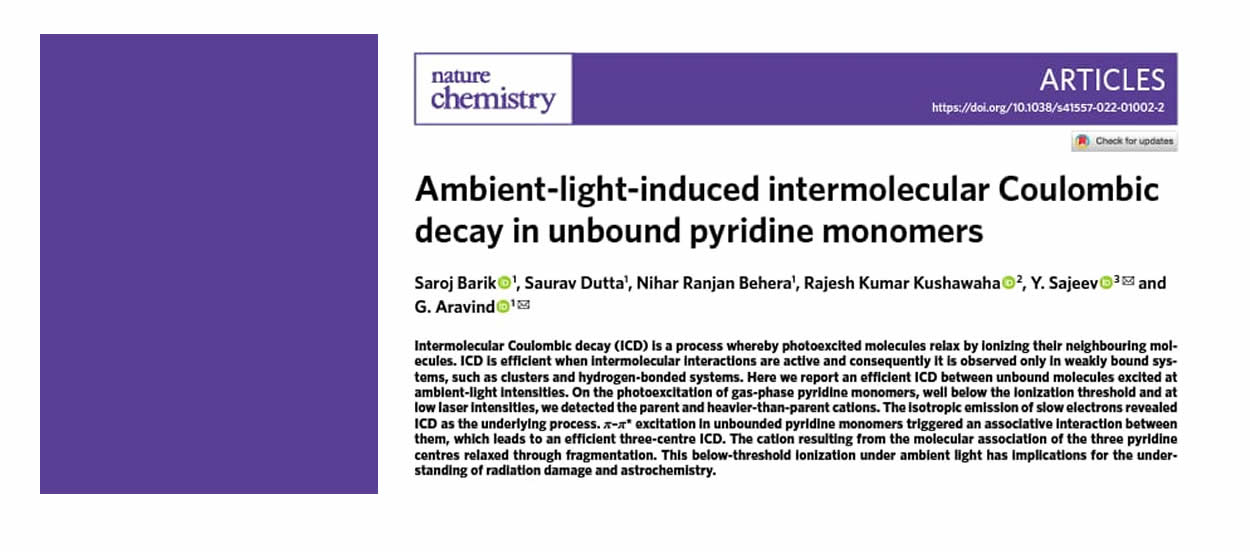 nature
chemistry
ARTICLES
https://doi.org/10.1038/s41557-022-01002-2
Check for updates
Ambient-light-induced intermolecular Coulombic
decay in unbound pyridine monomers
Saroj Barik 1, Saurav Dutta1, Nihar Ranjan Behera1, Rajesh Kumar Kushawaha 2, Y. Sajeev 3✉ and
G. Aravind 1✉
Intermolecular Coulombic decay (ICD) is a process whereby photoexcited molecules relax by ionizing their neighbouring mol-
ecules. ICD is efficient when intermolecular interactions are active and consequently it is observed only in weakly bound sys-
tems, such as clusters and hydrogen-bonded systems. Here we report an efficient ICD between unbound molecules excited at
ambient-light intensities. On the photoexcitation of gas-phase pyridine monomers, well below the ionization threshold and at
low laser intensities, we detected the parent and heavier-than-parent cations. The isotropic emission of slow electrons revealed
ICD as the underlying process. π–π* excitation in unbounded pyridine monomers triggered an associative interaction between
them, which leads to an efficient three-centre ICD. The cation resulting from the molecular association of the three pyridine
centres relaxed through fragmentation. This below-threshold ionization under ambient light has implications for the under-
standing of radiation damage and astrochemistry.